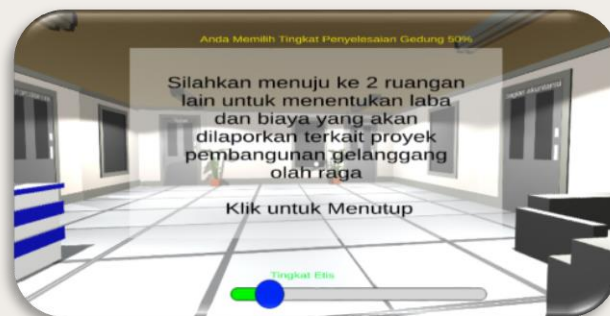 Anda Memilih Tingkat Penyelesaian Gedung 50%
Silahkan menuju ke 2 ruangan
lain untuk menentukan laba
dan biaya yang akan
dilaporkan terkait proyek
pembangunan gelanggang
olah raga
Klik untuk Menutup
Tingkat Etis